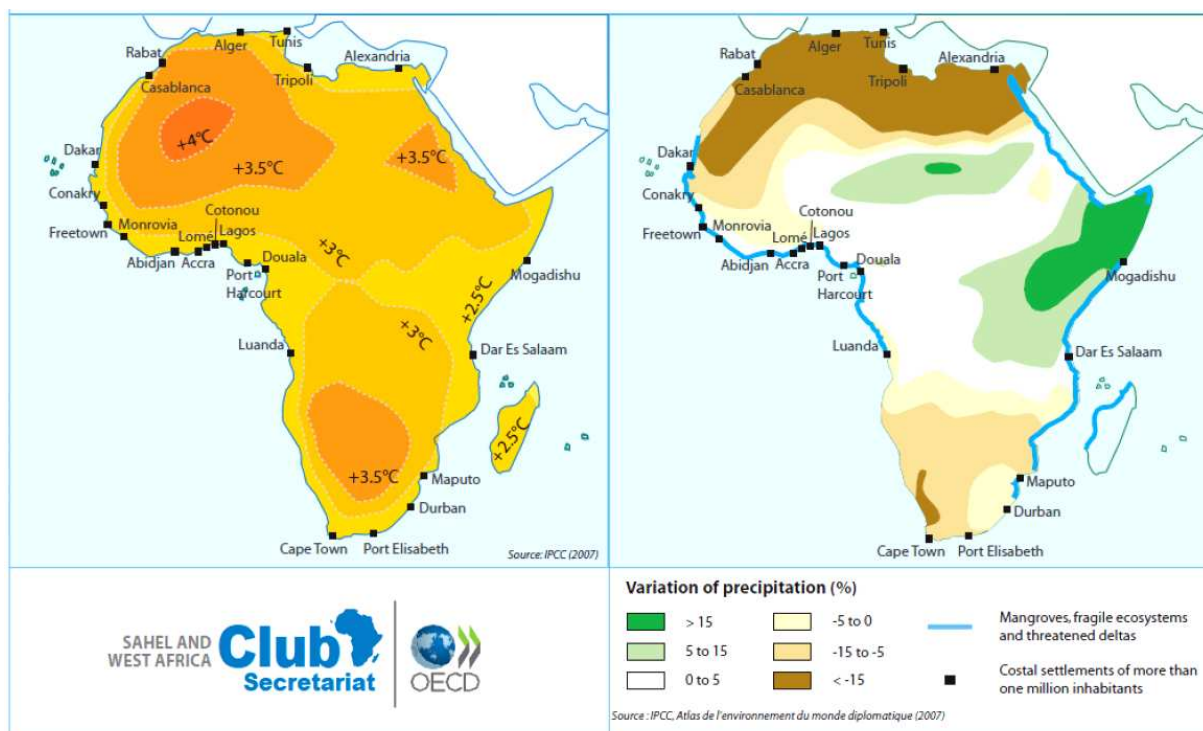 Rabat
Alger
Tunis
Casablanca
Tripoli
Alexandria
+4°C
+3.5°C
+3.5°C
Dakar
Conakry
Freetown
Monrovia
Cotonou
Lomé
Lagos
Abidjan
Accra
Port
Harcourt
Douala
+3°C
Mogadishu
+2.5°C
+3°C
Luanda
Dar Es Salaam
+2.5°C
+3.5°C
Maputo
Durban
Cape Town
Port Elisabeth
Source: IPCC (2007)
Rabat
Alger
Tunis
Casablanca
Tripoli
Alexandria
Dakar
Conakry
Freetown
Monrovia
Cotonou
Lomé
Lagos
Abidjan
Accra
Port
Harcourt
Douala
Mogadishu
Luanda
Dar Es Salaam
Maputo
Durban
Cape Town
Port Elisabeth
SAHEL AND
WEST AFRICA
Club
Secretariat
OECD
Variation of precipitation (%)
> 15
5 to 15
0 to 5
-5 to 0
-15 to -5
< -15
Mangroves, fragile ecosystems
and threatened deltas
Costal settlements of more than
one million inhabitants
Source : IPCC, Atlas de l'environnement du monde diplomatique (2007)